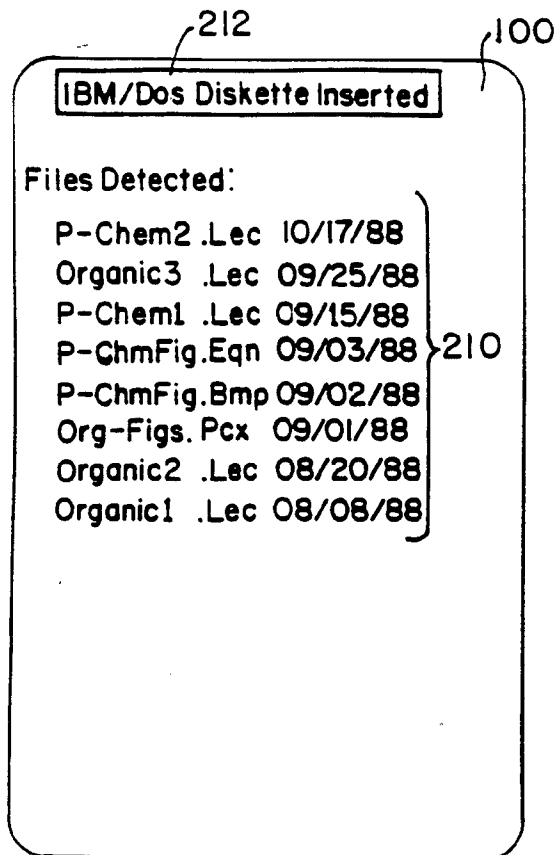 212
100
IBM/Dos Diskette Inserted
Files Detected:
P-Chem2 .Lec 10/17/88
Organic3 .Lec 09/25/88
P-Chem1 .Lec 09/15/88
P-ChmFig.Eqn 09/03/88
210
P-ChmFig.Bmp 09/02/88
Org-Figs.Pcx 09/01/88
Organic2 .Lec 08/20/88
Organic1 .Lec 08/08/88